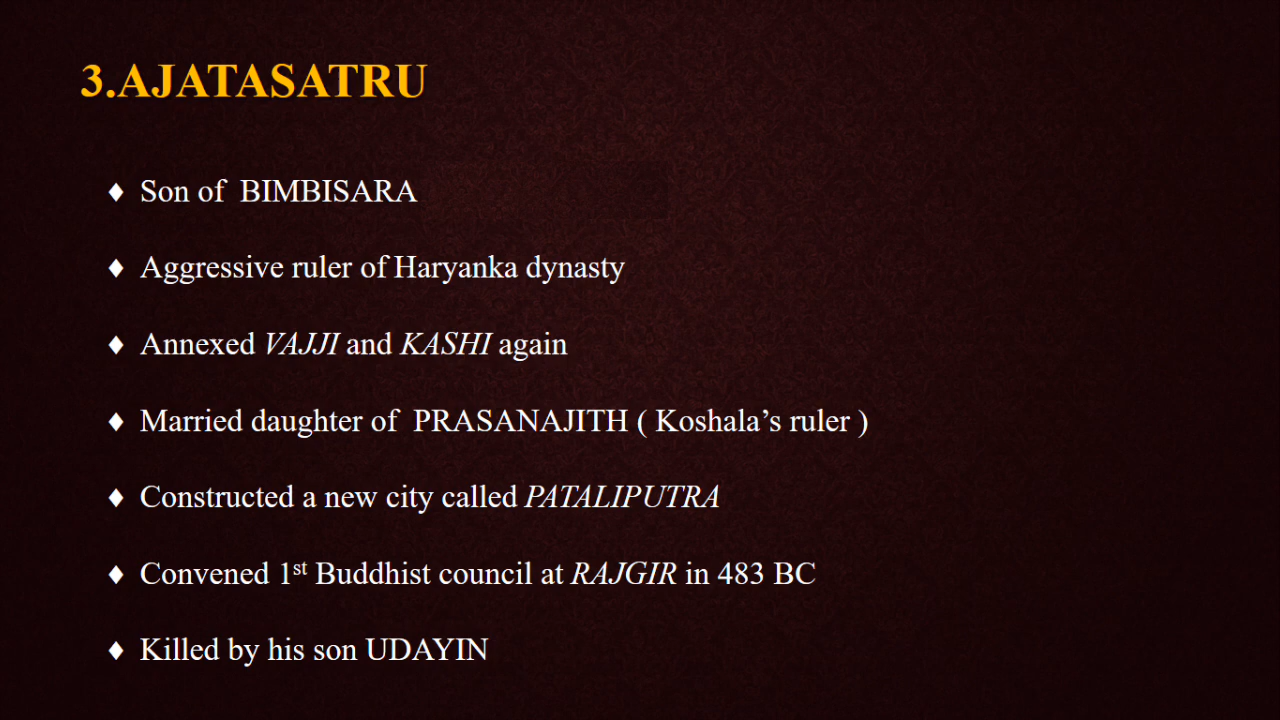 3.AJATASATRU
♦ Son of BIMBISARA
♦ Aggressive ruler of Haryanka dynasty
♦ Annexed VAJJI and KASHI again
♦ Married daughter of PRASANAJITH ( Koshala’s ruler )
♦ Constructed a new city called PATALIPUTRA
♦ Convened 1st Buddhist council at RAJGIR in 483 BC
♦ Killed by his son UDAYIN